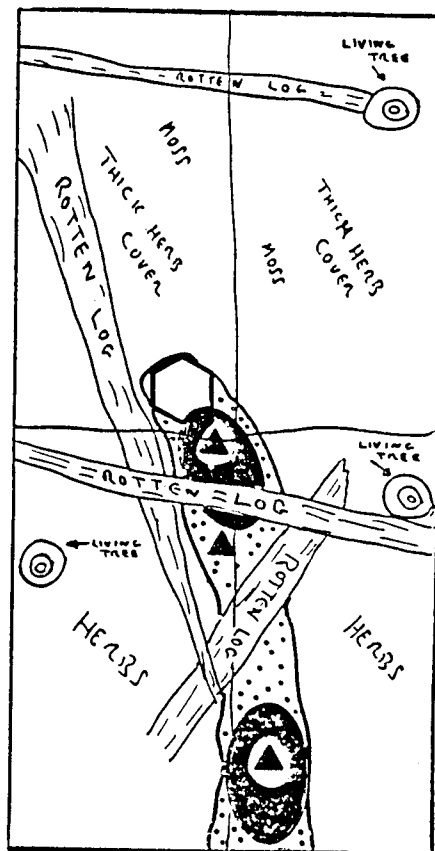 LIVING
TREE
ROTTEN LOG
MOSS
THICK HERB
COVER
THICK HERB
COVER
MOSS
ROTTEN LOG
LIVING
TREE
ROTTEN LOG
LIVING
TREE
ROTTEN LOG
HERBS
HERBS